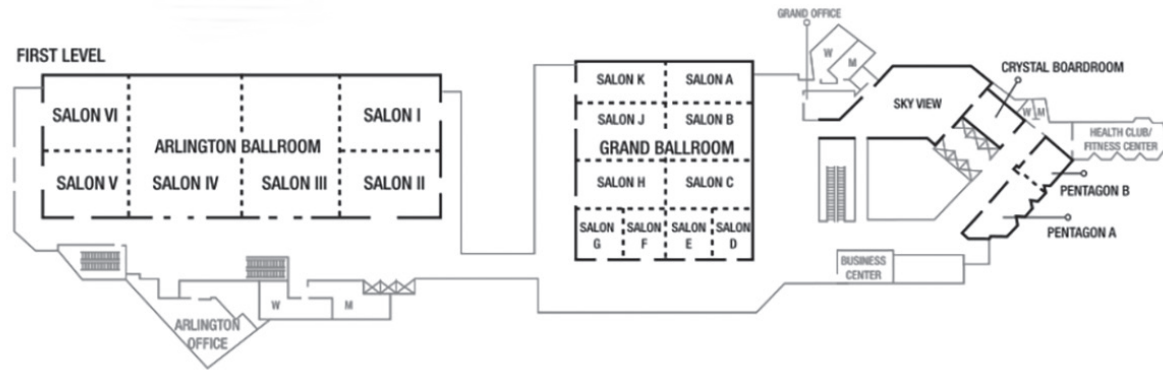 FIRST LEVEL
SALON VI
SALON I
ARLINGTON BALLROOM
SALON V
SALON IV
SALON III
SALON II
ARLINGTON
OFFICE
W
M
SALON K
SALON A
SALON J
SALON B
GRAND BALLROOM
SALON H
SALON C
SALON
G
SALON
F
SALON
E
SALON
D
GRAND OFFICE
W
M
SKY VIEW
CRYSTAL BOARDROOM
W
M
HEALTH CLUB/
FITNESS CENTER
PENTAGON B
PENTAGON A
BUSINESS
CENTER